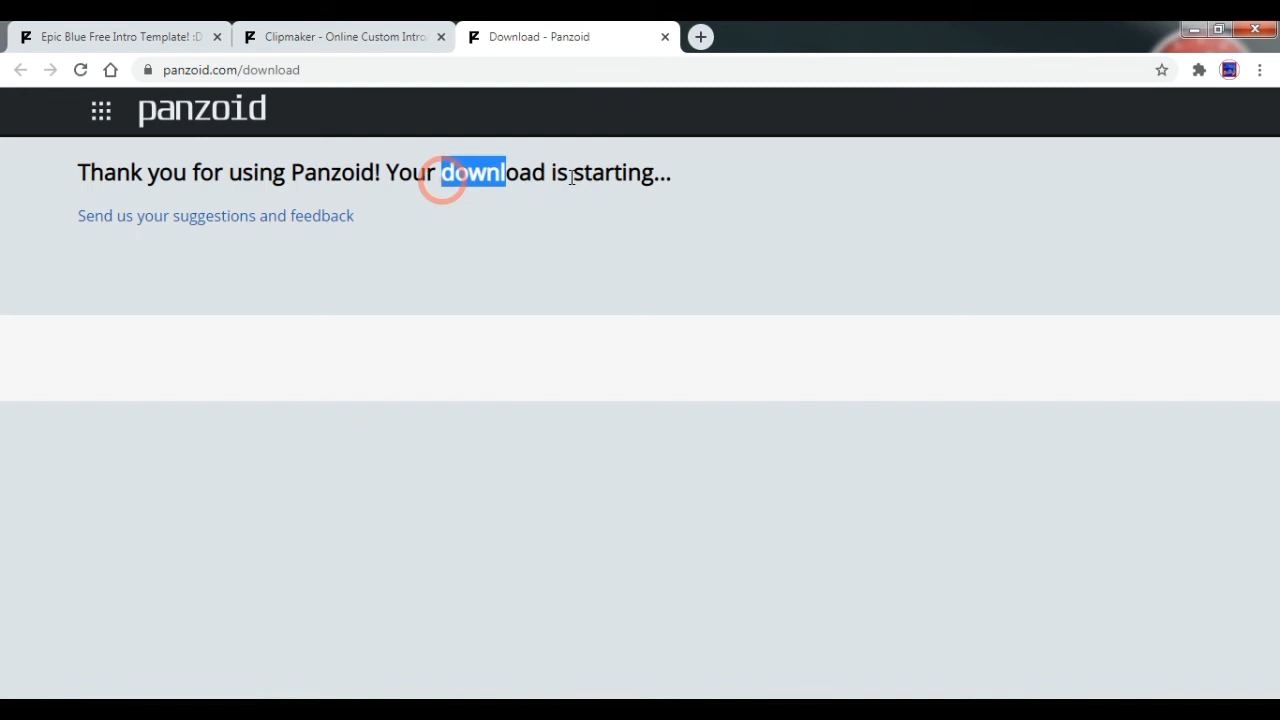 Epic Blue Free Intro Template! :D
Clipmaker - Online Custom Intro
Download - Panzoid
panzoid.com/download
panzoid
Thank you for using Panzoid! Your download is starting...
Send us your suggestions and feedback